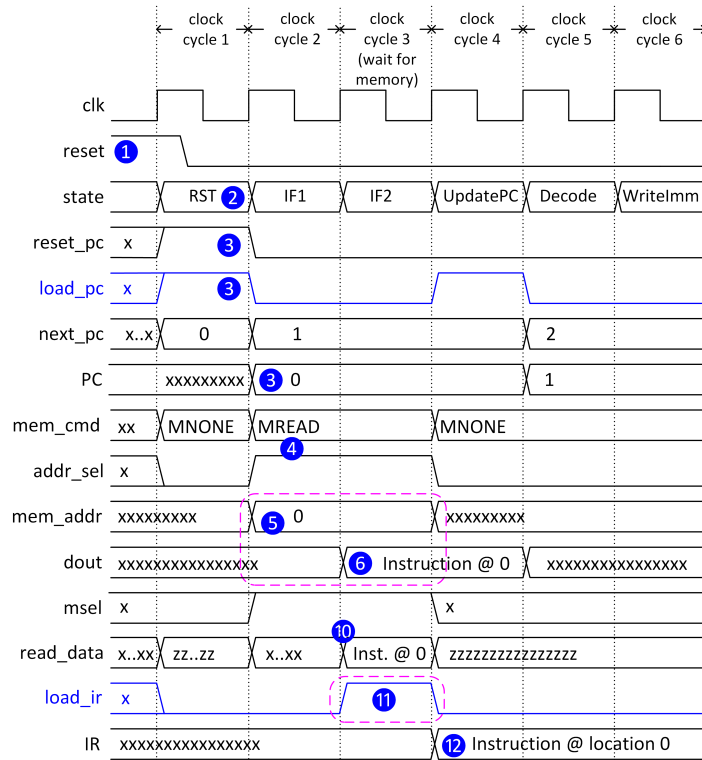 clock cycle 1
clock cycle 2
clock cycle 3 (wait for memory)
clock cycle 4
clock cycle 5
clock cycle 6
clk
reset 1
state RST 2 IF1 IF2 UpdatePC Decode WriteImm
reset_pc x 3
load_pc x 3
next_pc x..x 0 1 2
PC xxxxxxxxx 3 0 1
mem_cmd xx MNONE MREAD MNONE
4
addr_sel x
mem_addr xxxxxxxxx 5 0 xxxxxxxxx
dout xxxxxxxxxxxxxxxx 6 Instruction @ 0 xxxxxxxxxxxxxxxx
msel x x
10
read_data x..xx zz..zz x..xx Inst. @ 0 zzzzzzzzzzzzzzzz
load_ir x 11
IR xxxxxxxxxxxxxxxx 12 Instruction @ location 0